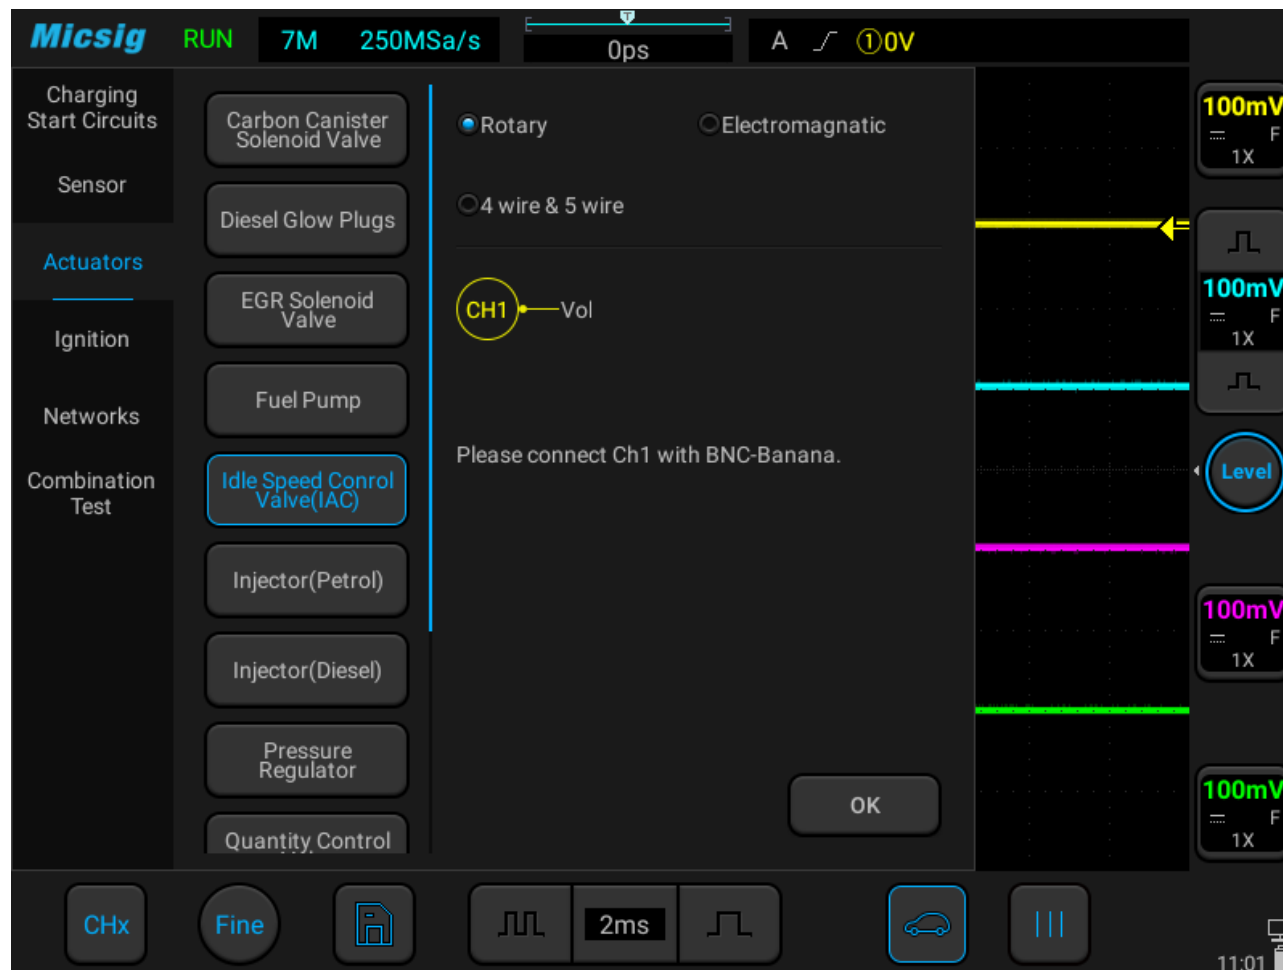 Micsig RUN 7M 250MSa/s 0ps A ①0V
T
Charging
Start Circuits
Sensor
Actuators
Ignition
Networks
Combination
Test
Carbon Canister
Solenoid Valve
Diesel Glow Plugs
EGR Solenoid
Valve
Fuel Pump
Idle Speed Conrol
Valve(IAC)
Injector(Petrol)
Injector(Diesel)
Pressure
Regulator
Quantity Control
Rotary
Electromagnetic
4 wire & 5 wire
CH1 Vol
Please connect Ch1 with BNC-Banana.
OK
100mV
F
1X
100mV
F
1X
Level
100mV
F
1X
100mV
F
1X
CHx
Fine
2ms
11:01